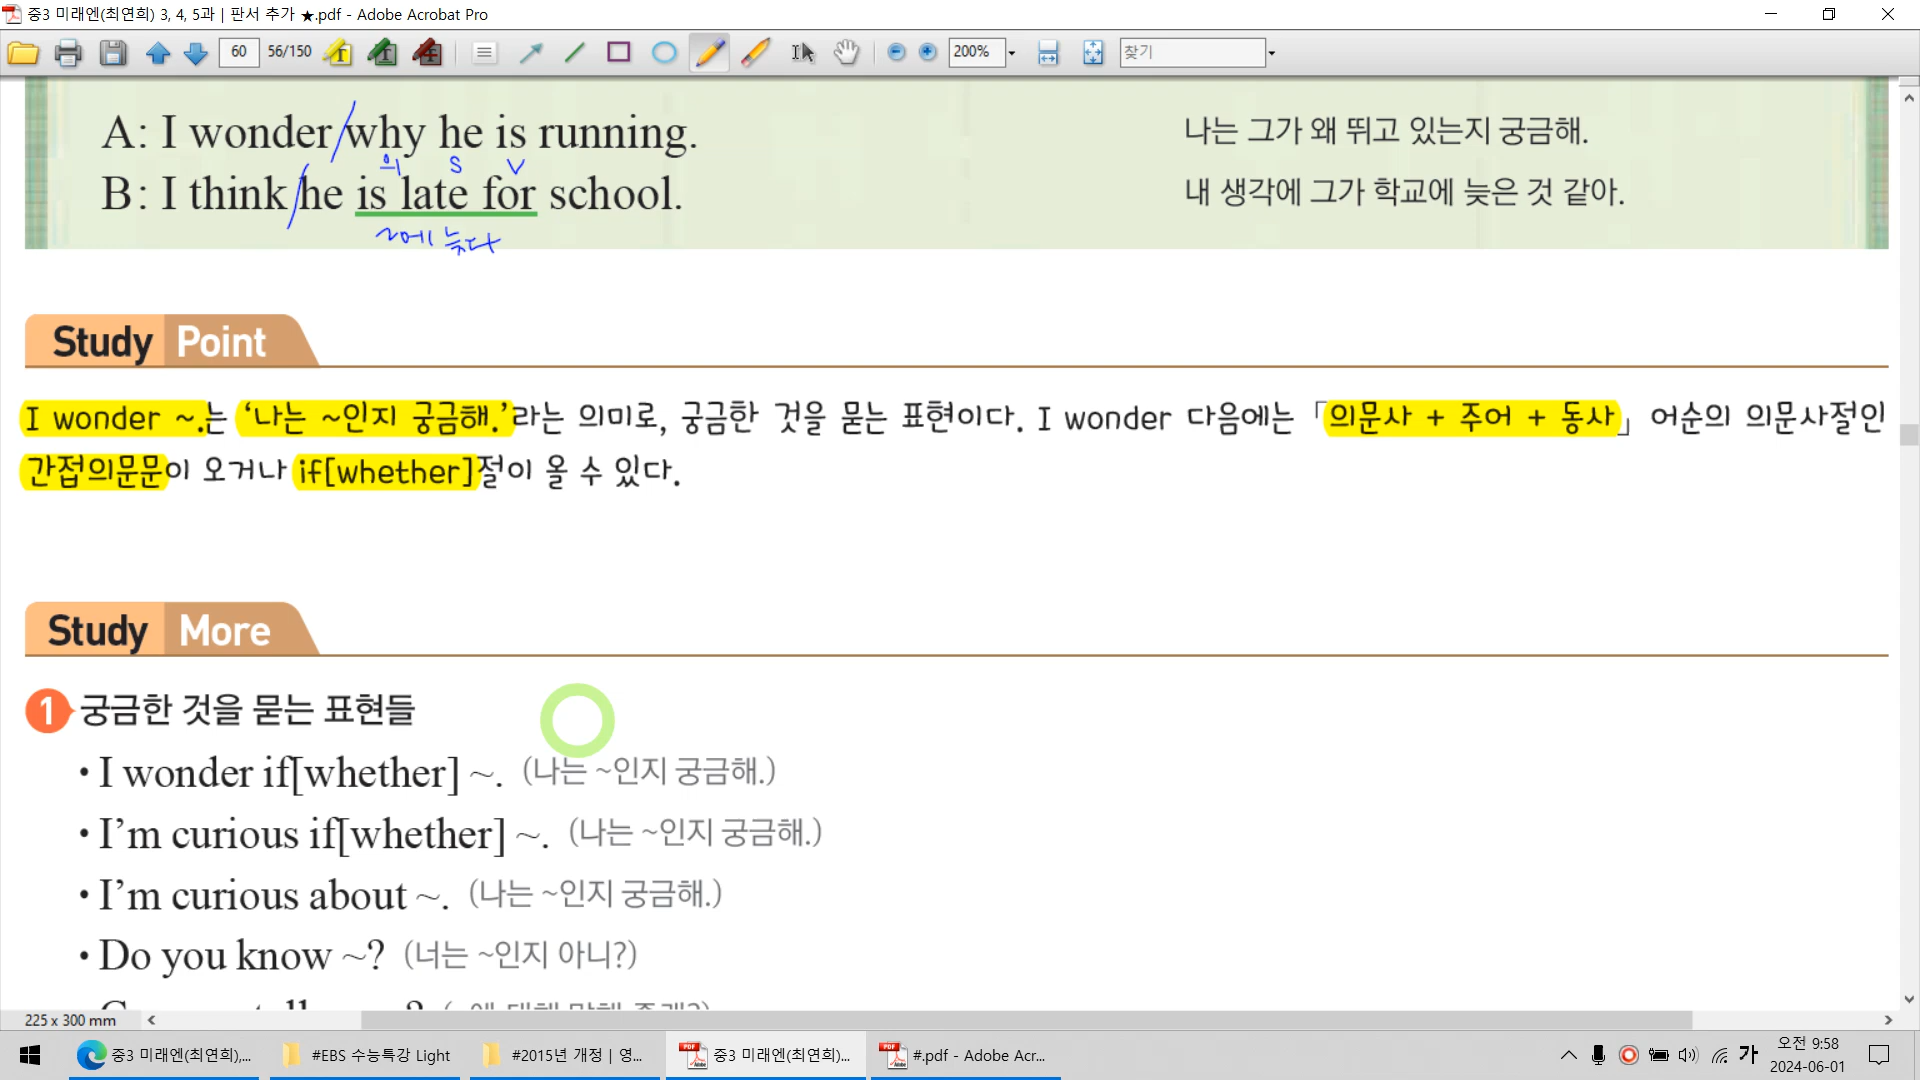 중3 미래엔(최연희) 3, 4, 5과 | 판서 추가 ★.pdf - Adobe Acrobat Pro
60 56/150 200% 찾기
A: I wonder why he is running. 나는 그가 왜 뛰고 있는지 궁금해.
의 S V
B: I think he is late for school. 내 생각에 그가 학교에 늦은 것 같아.
~에 늦다
Study Point
I wonder ~.는 ‘나는 ~인지 궁금해.’라는 의미로, 궁금한 것을 묻는 표현이다. I wonder 다음에는 「의문사 + 주어 + 동사」 어순의 의문사절인
간접의문문이 오거나 if[whether]절이 올 수 있다.
Study More
1 궁금한 것을 묻는 표현들
• I wonder if[whether] ~. (나는 ~인지 궁금해.)
• I’m curious if[whether] ~. (나는 ~인지 궁금해.)
• I’m curious about ~. (나는 ~인지 궁금해.)
• Do you know ~? (너는 ~인지 아니?)
225 x 300 mm
중3 미래엔(최연희),... #EBS 수능특강 Light #2015년 개정 | 영... 중3 미래엔(최연희)... #.pdf - Adobe Acr... 가 오전 9:58
2024-06-01